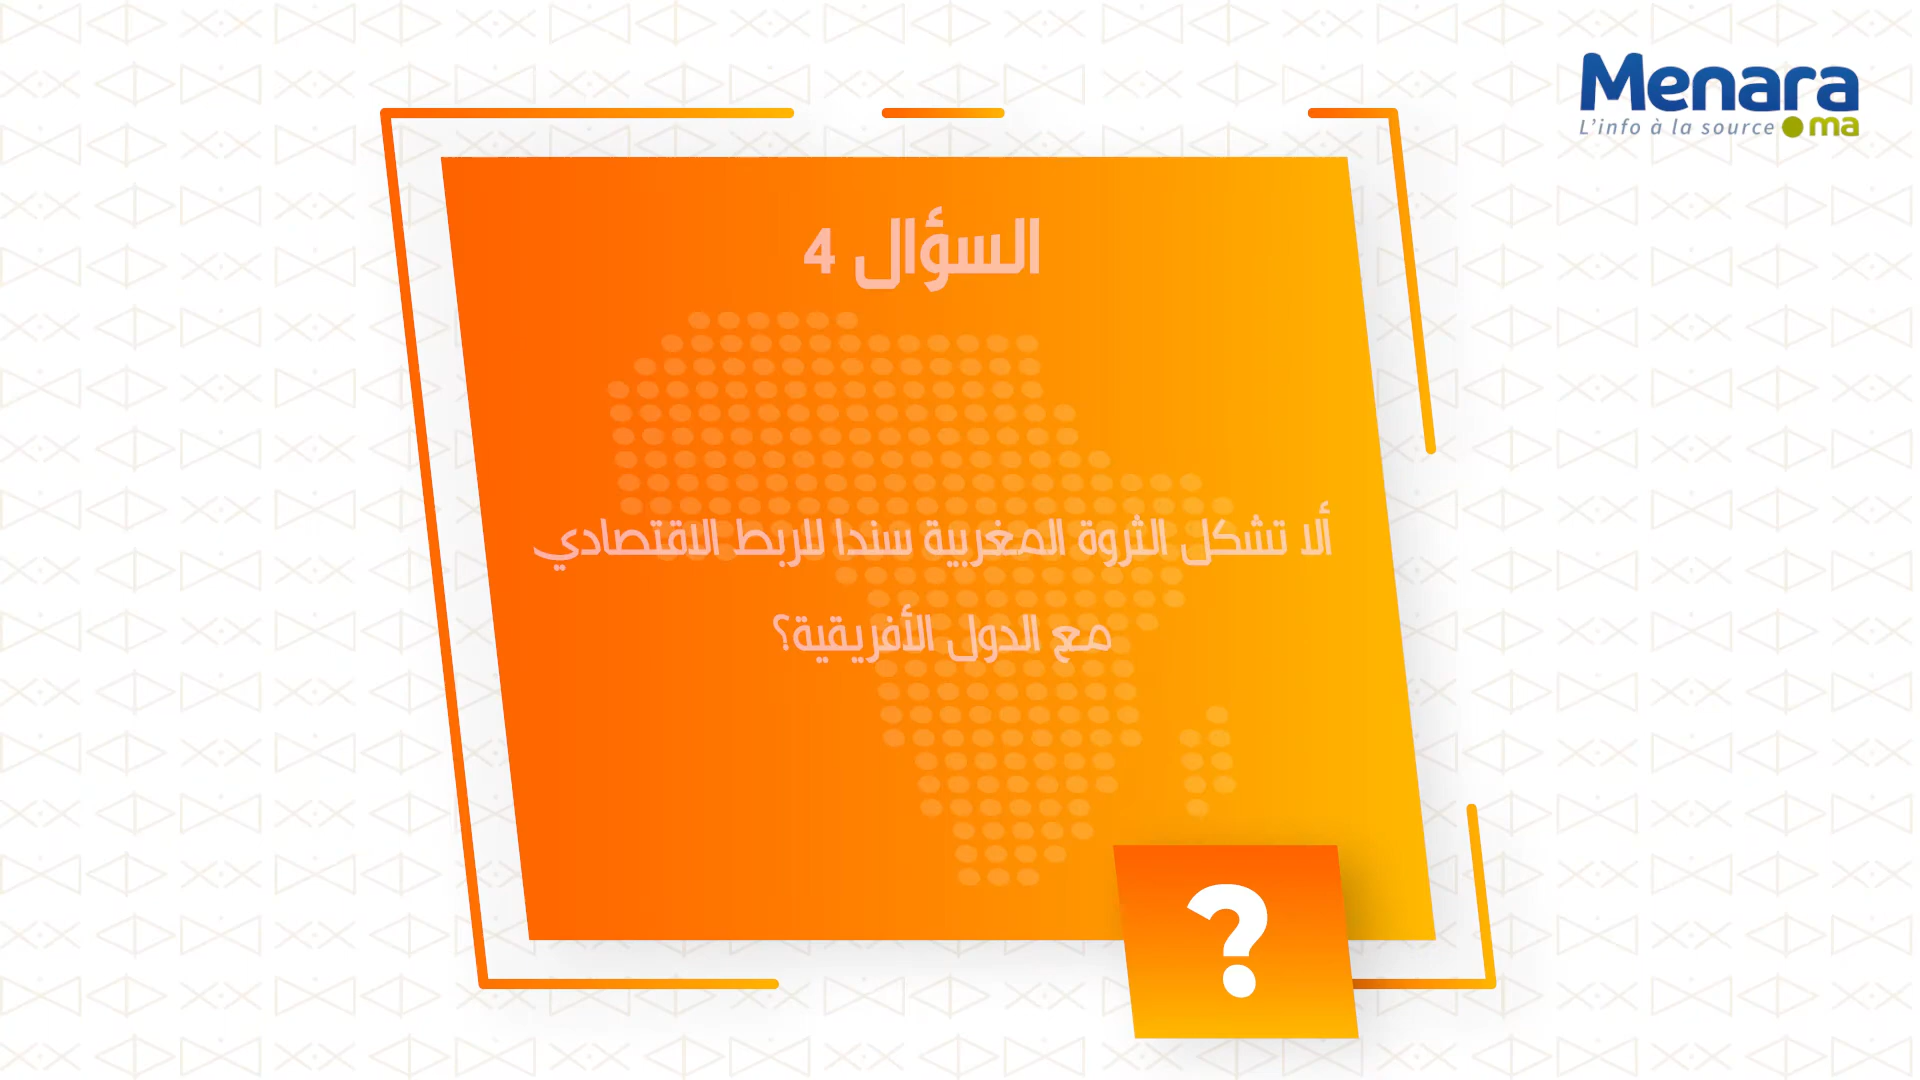 Menara
L'info à la source .ma
السؤال 4
ألا تشكل الثروة المغربية سندا للربط الاقتصادي
مع الدول الأفريقية؟
?